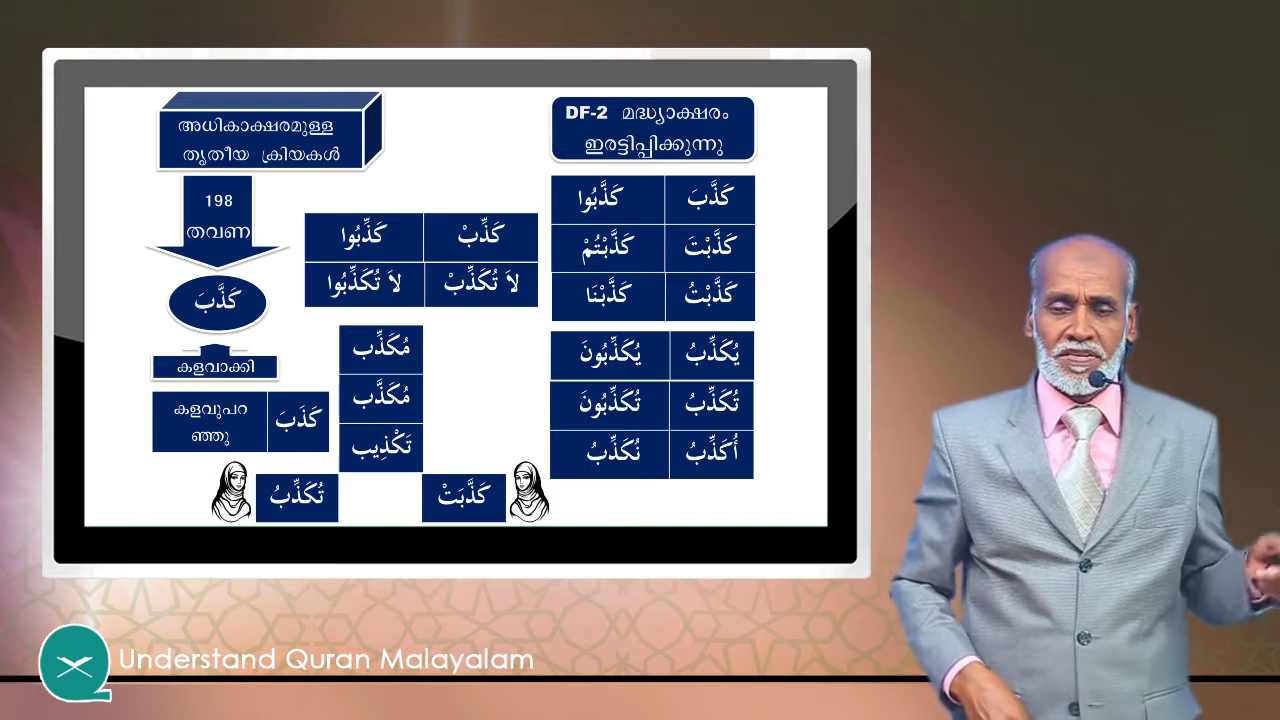 അധികാക്ഷരമുള്ള
തൃതീയ ക്രിയകൾ
DF-2 മദ്ധ്യാക്ഷരം
ഇരട്ടിപ്പിക്കുന്നു
198
തവണ
كَذَّبَ
كَذَّبَ كَذَّبُوا
كَذَّبْتَ كَذَّبْتُمْ
كَذَّبْتُ كَذَّبْنَا
كَذِّبْ كَذِّبُوا
لاَ تُكَذِّبْ لاَ تُكَذِّبُوا
يُكَذِّبُ يُكَذِّبُونَ
تُكَذِّبُ تُكَذِّبُونَ
أُكَذِّبُ نُكَذِّبُ
مُكَذِّب
مُكَذَّب
تَكْذِيب
കളവാക്കി
കളവുപറ
ഞ്ഞു
كَذَبَ
تُكَذِّبُ
كَذَّبَتْ
Understand Quran Malayalam